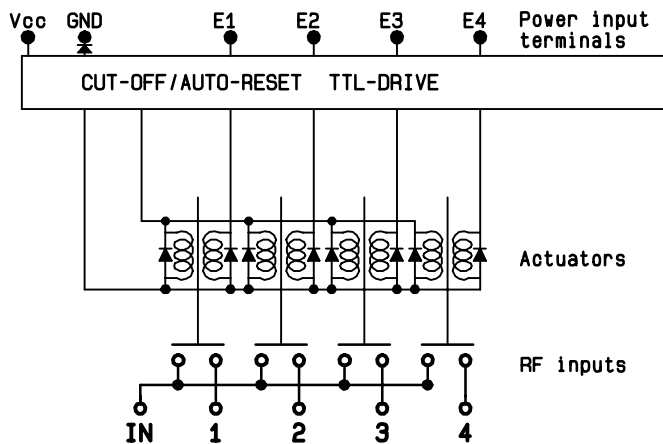 Vcc GND E1 E2 E3 E4 Power input
terminals
CUT-OFF/AUTO-RESET TTL-DRIVE
Actuators
RF inputs
IN 1 2 3 4